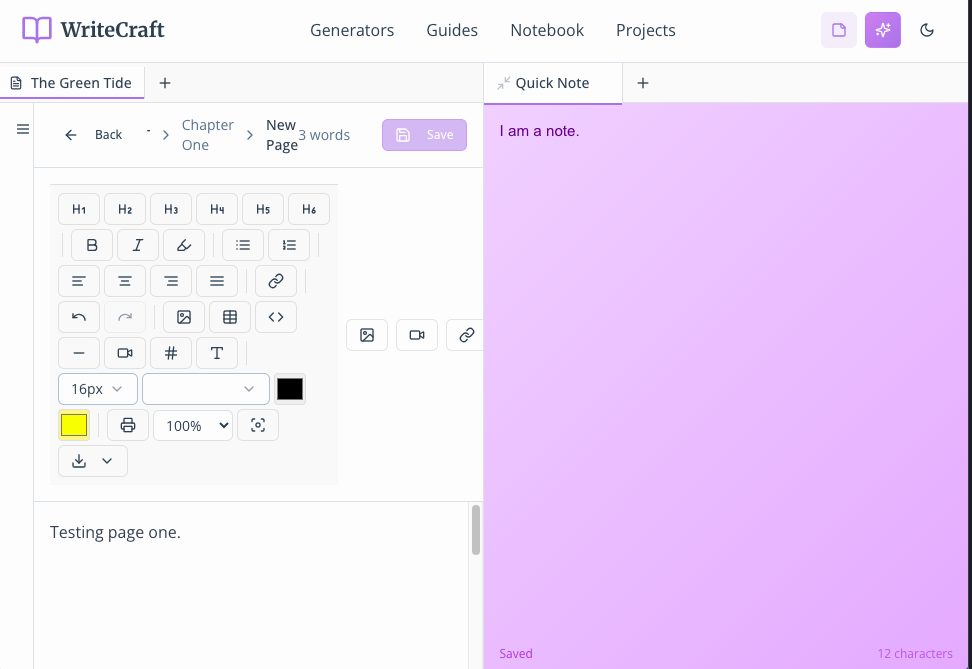 WriteCraft
Generators Guides Notebook Projects
The Green Tide
Quick Note
Back - Chapter One New Page 3 words Save
H1 H2 H3 H4 H5 H6
B I
T
16px
100%
Testing page one.
I am a note.
Saved 12 characters